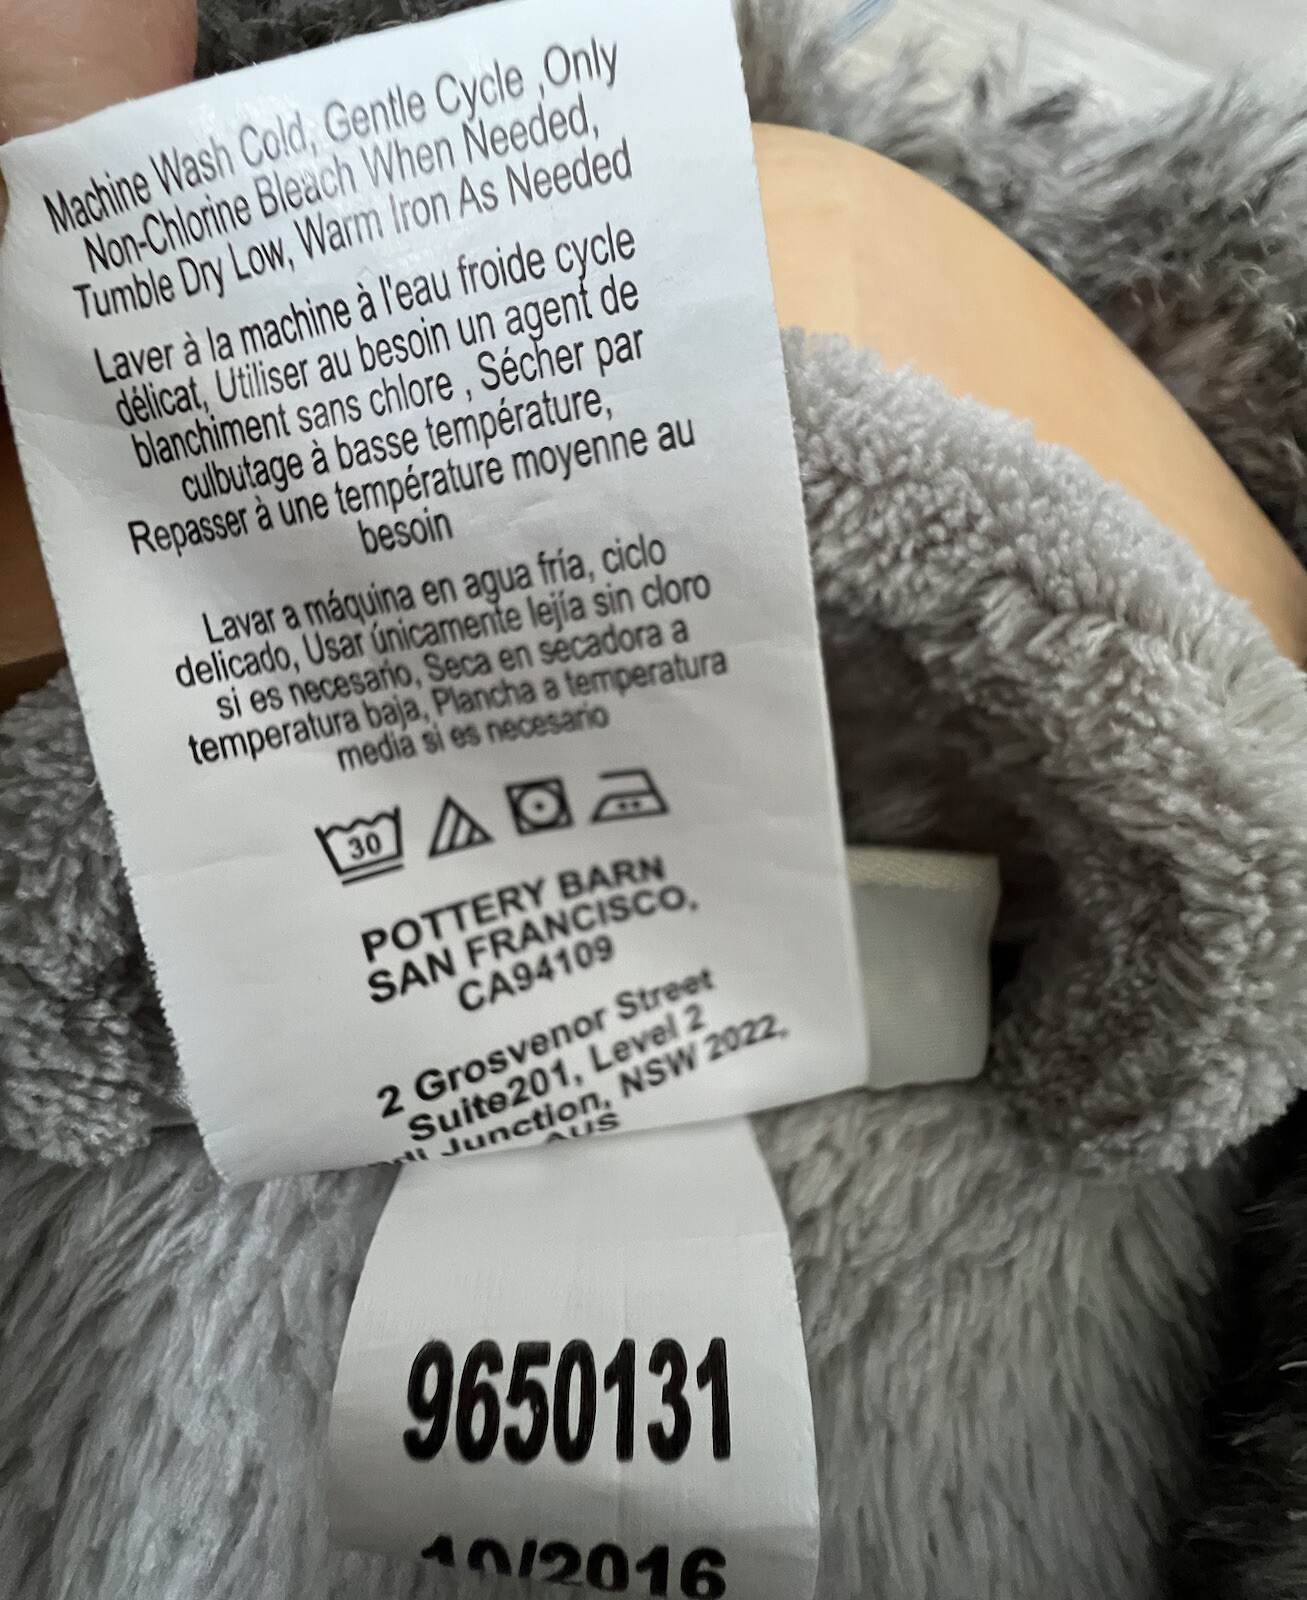 Machine Wash Cold, Gentle Cycle ,Only
Non-Chlorine Bleach When Needed,
Tumble Dry Low, Warm Iron As Needed
Laver à la machine à l'eau froide cycle
délicat, Utiliser au besoin un agent de
blanchiment sans chlore , Sécher par
culbutage à basse température,
Repasser à une température moyenne au
besoin
Lavar a máquina en agua fría, ciclo
delicado, Usar únicamente lejía sin cloro
si es necesario, Seca en secadora a
temperatura baja, Plancha a temperatura
media si es necesario
30
POTTERY BARN
SAN FRANCISCO,
CA94109
2 Grosvenor Street
Suite201, Level 2
Junction, NSW 2022,
AUS
9650131
10/2016